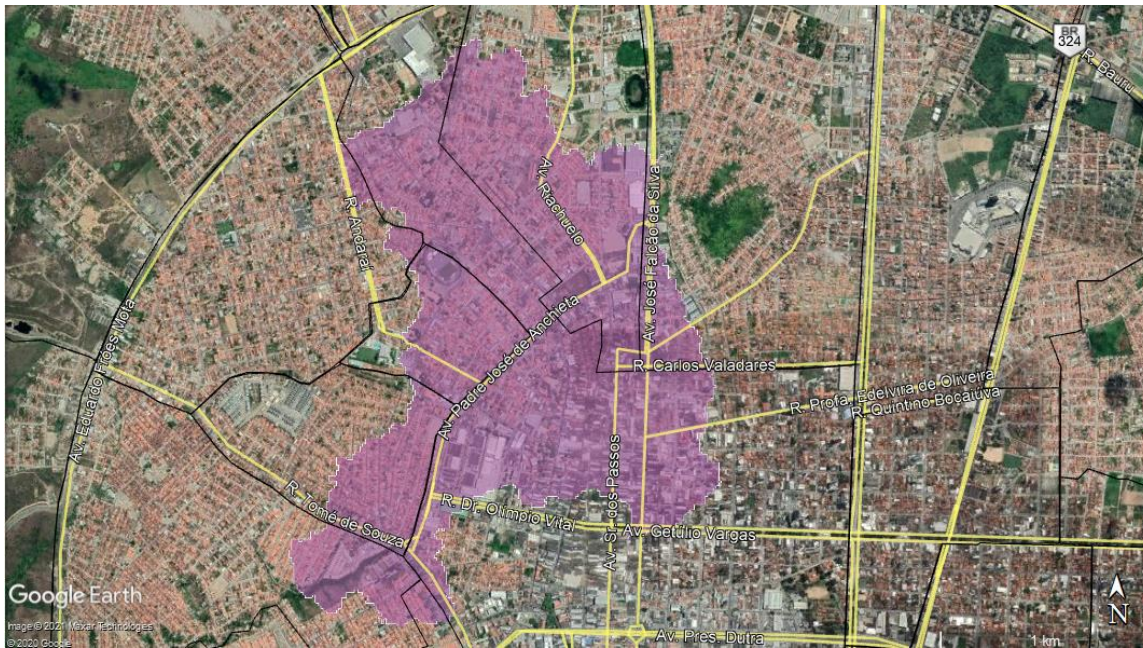 BR
324
R. Bauru
Av. Riachuelo
Av. José Falcão da Silva
R. Andaraí
Av. Eduardo Fróes Mota
Av Padre José de Anchieta
R. Carlos Valadares
R. Profa. Edelvira de Oliveira
R. Quintino Bocaiúva
Av Sr. dos Passos
R. Tomé de Souza
R. Dr. Olímpio Vital
Av. Getúlio Vargas
Google Earth
Image © 2021 Maxar Technologies
© 2020 Google
Av. Pres. Dutra
N
1 km